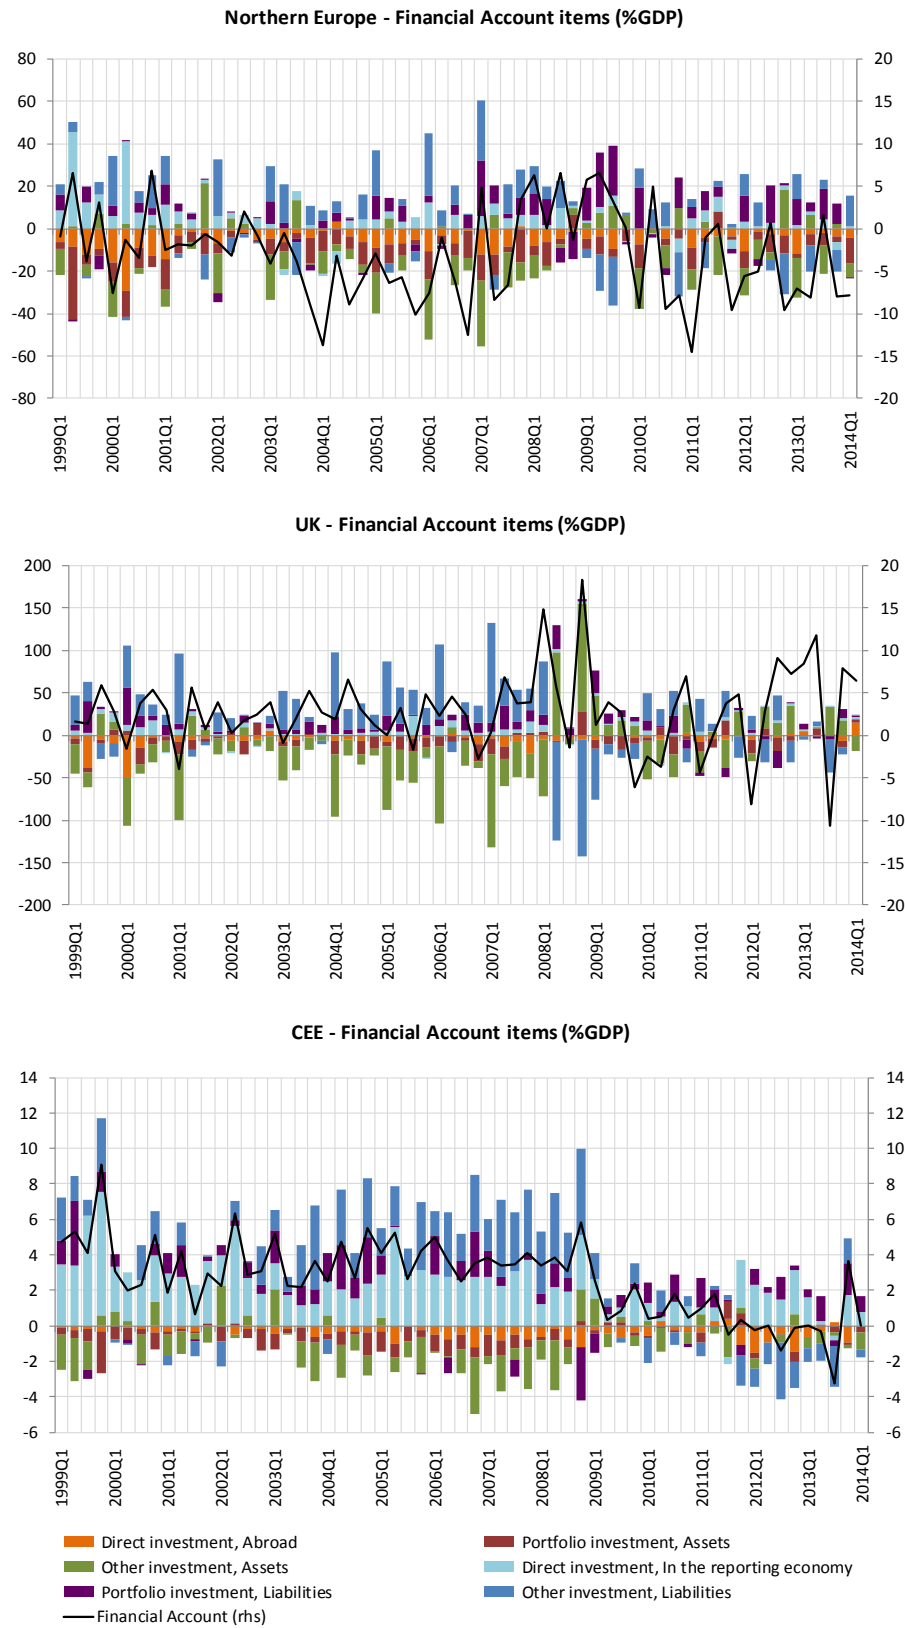 Northern Europe - Financial Account items (%GDP)
80 20
60 15
40 10
20 5
0 0
-20 -5
-40 -10
-60 -15
-80 -20
1999Q1 2000Q1 2001Q1 2002Q1 2003Q1 2004Q1 2005Q1 2006Q1 2007Q1 2008Q1 2009Q1 2010Q1 2011Q1 2012Q1 2013Q1 2014Q1
UK - Financial Account items (%GDP)
200 20
150 15
100 10
50 5
0 0
-50 -5
-100 -10
-150 -15
-200 -20
1999Q1 2000Q1 2001Q1 2002Q1 2003Q1 2004Q1 2005Q1 2006Q1 2007Q1 2008Q1 2009Q1 2010Q1 2011Q1 2012Q1 2013Q1 2014Q1
CEE - Financial Account items (%GDP)
14 14
12 12
10 10
8 8
6 6
4 4
2 2
0 0
-2 -2
-4 -4
-6 -6
1999Q1 2000Q1 2001Q1 2002Q1 2003Q1 2004Q1 2005Q1 2006Q1 2007Q1 2008Q1 2009Q1 2010Q1 2011Q1 2012Q1 2013Q1 2014Q1
Direct investment, Abroad Portfolio investment, Assets
Other investment, Assets Direct investment, In the reporting economy
Portfolio investment, Liabilities Other investment, Liabilities
Financial Account (rhs)